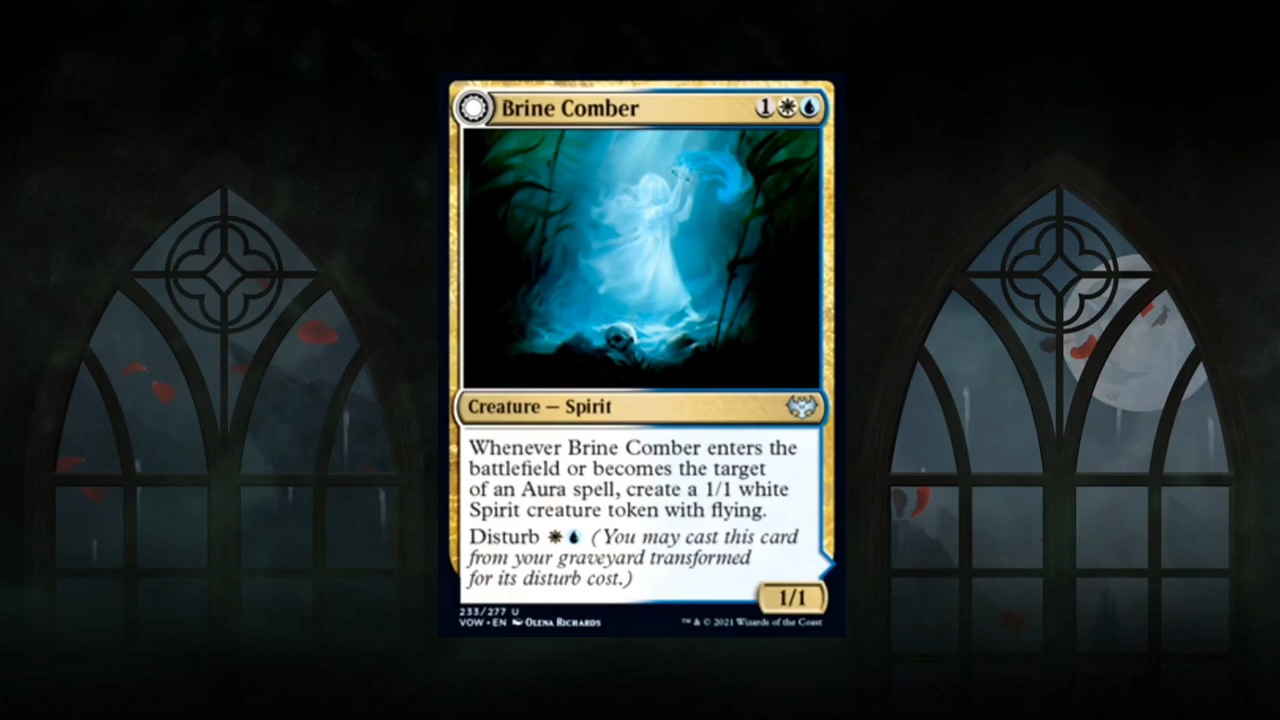 Brine Comber 1
Creature — Spirit
Whenever Brine Comber enters the
battlefield or becomes the target
of an Aura spell, create a 1/1 white
Spirit creature token with flying.
Disturb (You may cast this card
from your graveyard transformed
for its disturb cost.)
1/1
233/277 U
VOW • EN OLENA RICHARDS
™ & © 2021 Wizards of the Coast